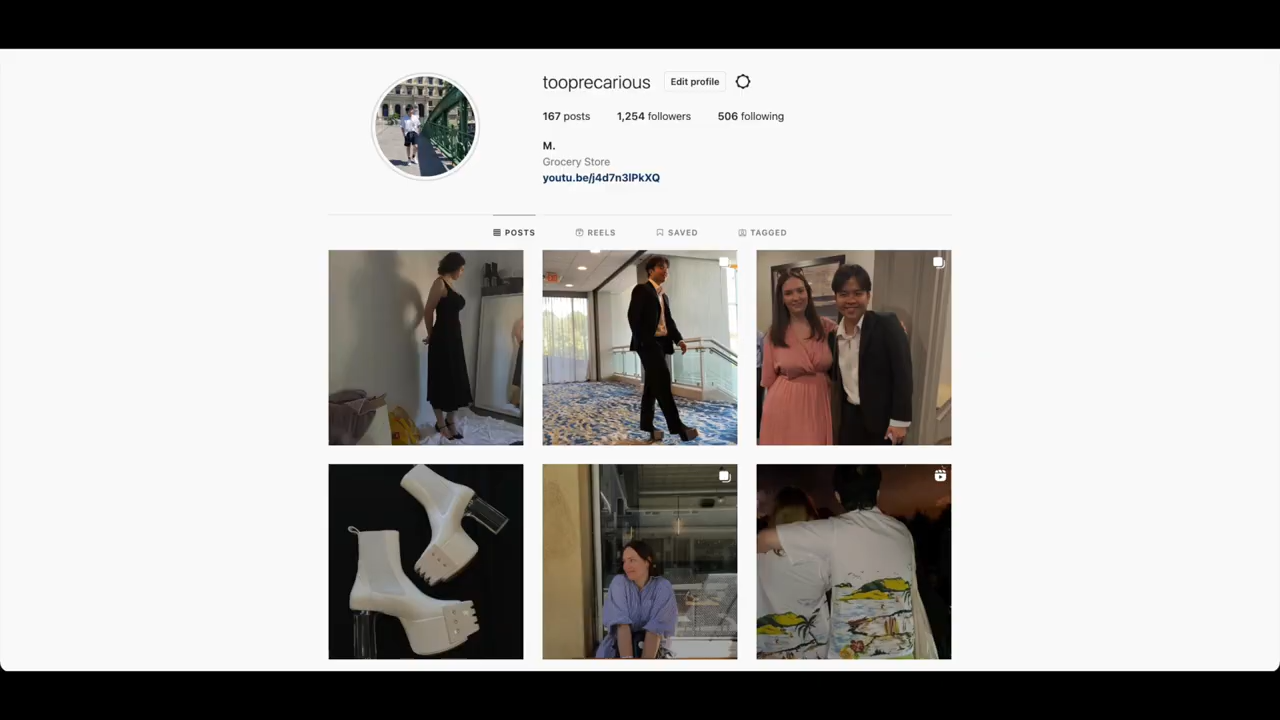 tooprecarious Edit profile
167 posts 1,254 followers 506 following
M.
Grocery Store
youtu.be/j4d7n3lPkXQ
POSTS REELS SAVED TAGGED